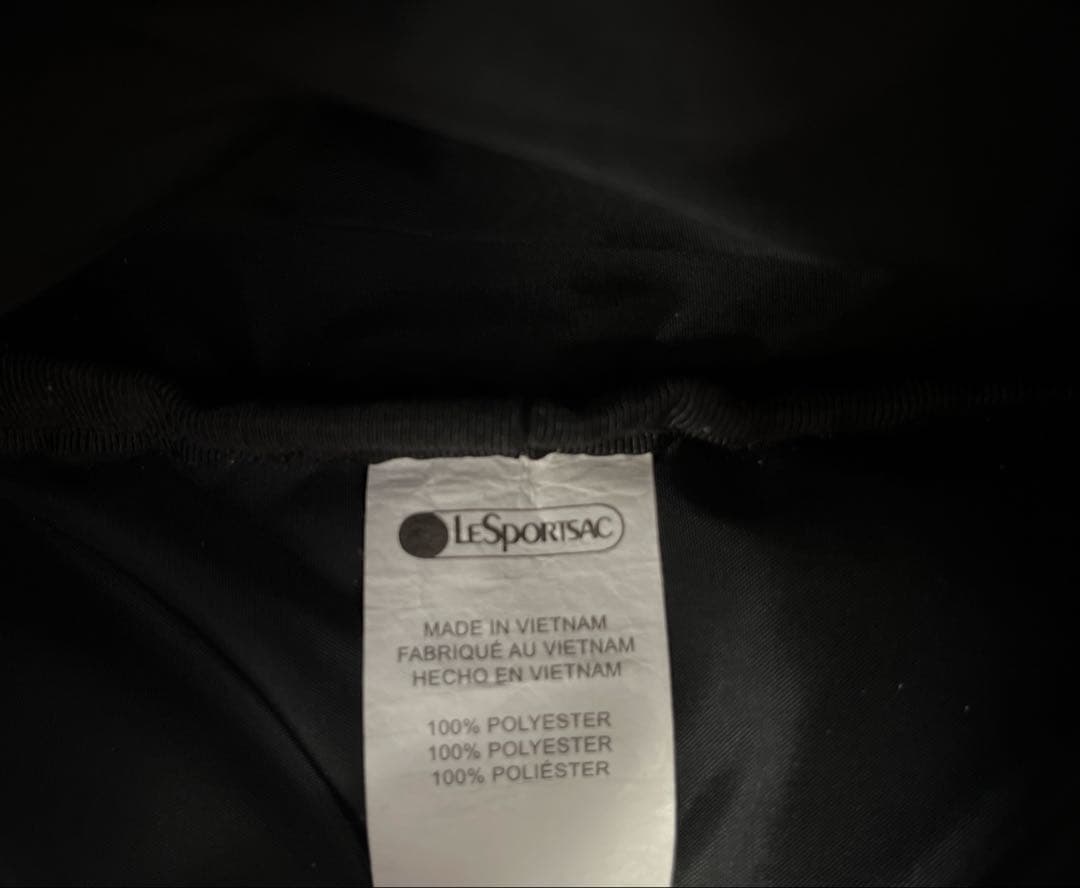 LESPORTSAC
MADE IN VIETNAM
FABRIQUÉ AU VIETNAM
HECHO EN VIETNAM
100% POLYESTER
100% POLYESTER
100% POLIÉSTER